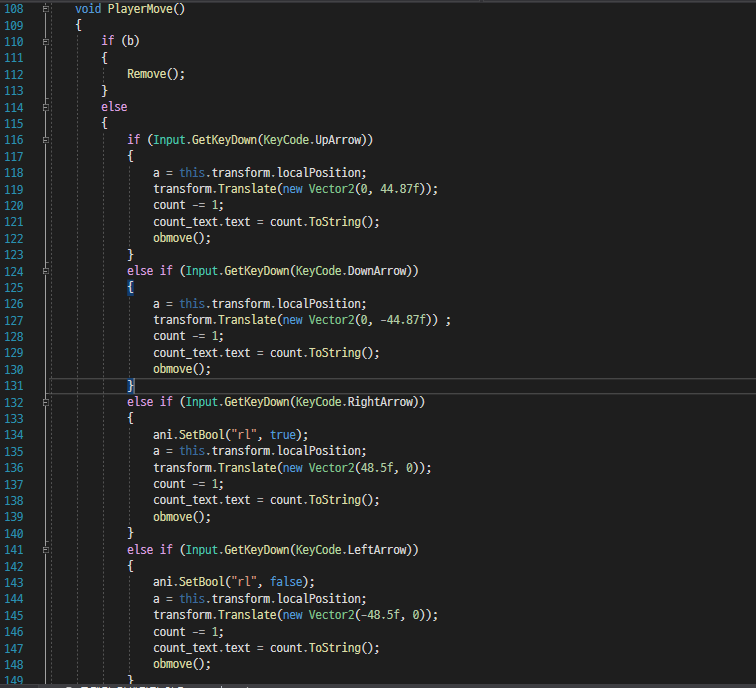 108 void PlayerMove()
109 {
110 if (b)
111 {
112 Remove();
113 }
114 else
115 {
116 if (Input.GetKeyDown(KeyCode.UpArrow))
117 {
118 a = this.transform.localPosition;
119 transform.Translate(new Vector2(0, 44.87f));
120 count -= 1;
121 count_text.text = count.ToString();
122 obmove();
123 }
124 else if (Input.GetKeyDown(KeyCode.DownArrow))
125 {
126 a = this.transform.localPosition;
127 transform.Translate(new Vector2(0, -44.87f)) ;
128 count -= 1;
129 count_text.text = count.ToString();
130 obmove();
131 }
132 else if (Input.GetKeyDown(KeyCode.RightArrow))
133 {
134 ani.SetBool("rl", true);
135 a = this.transform.localPosition;
136 transform.Translate(new Vector2(48.5f, 0));
137 count -= 1;
138 count_text.text = count.ToString();
139 obmove();
140 }
141 else if (Input.GetKeyDown(KeyCode.LeftArrow))
142 {
143 ani.SetBool("rl", false);
144 a = this.transform.localPosition;
145 transform.Translate(new Vector2(-48.5f, 0));
146 count -= 1;
147 count_text.text = count.ToString();
148 obmove();
149 }